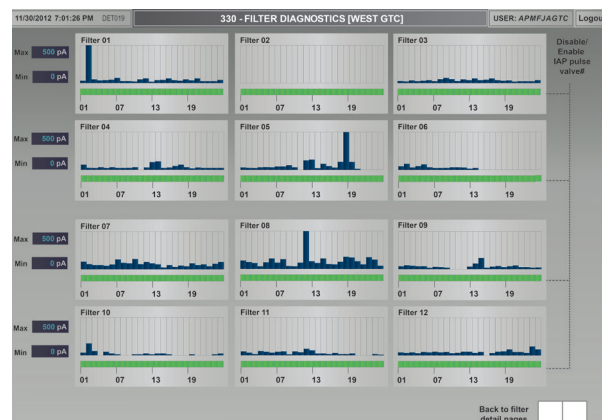 11/30/2012 7:01:26 PM DET019 330 - FILTER DIAGNOSTICS [WEST GTC] USER: APMFJAGTC Logou
Filter 01 Filter 02 Filter 03 Disable/
Enable
IAP pulse
valve#
Max 500 pA
Min 0 pA
01 07 13 19 01 07 13 19 01 07 13 19
Filter 04 Filter 05 Filter 06
Max 500 pA
Min 0 pA
01 07 13 19 01 07 13 19 01 07 13 19
Filter 07 Filter 08 Filter 09
Max 500 pA
Min 0 pA
01 07 13 19 01 07 13 19 01 07 13 19
Filter 10 Filter 11 Filter 12
Max 500 pA
Min 0 pA
01 07 13 19 01 07 13 19 01 07 13 19
Back to filter
detail pages